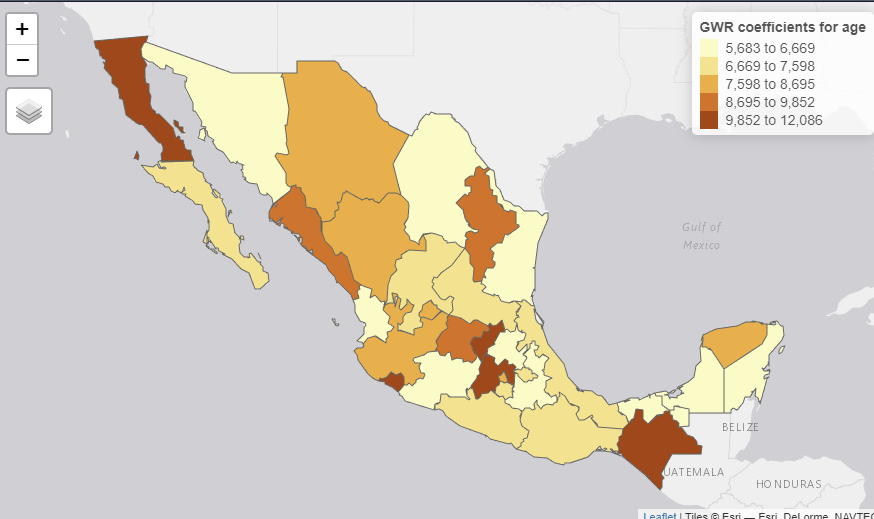 +
−
GWR coefficients for age
5,683 to 6,669
6,669 to 7,598
7,598 to 8,695
8,695 to 9,852
9,852 to 12,086
Gulf of
Mexico
BELIZE
UATEMALA
HONDURAS
Leaflet | Tiles © Esri — Esri, DeLorme, NAVTEQ